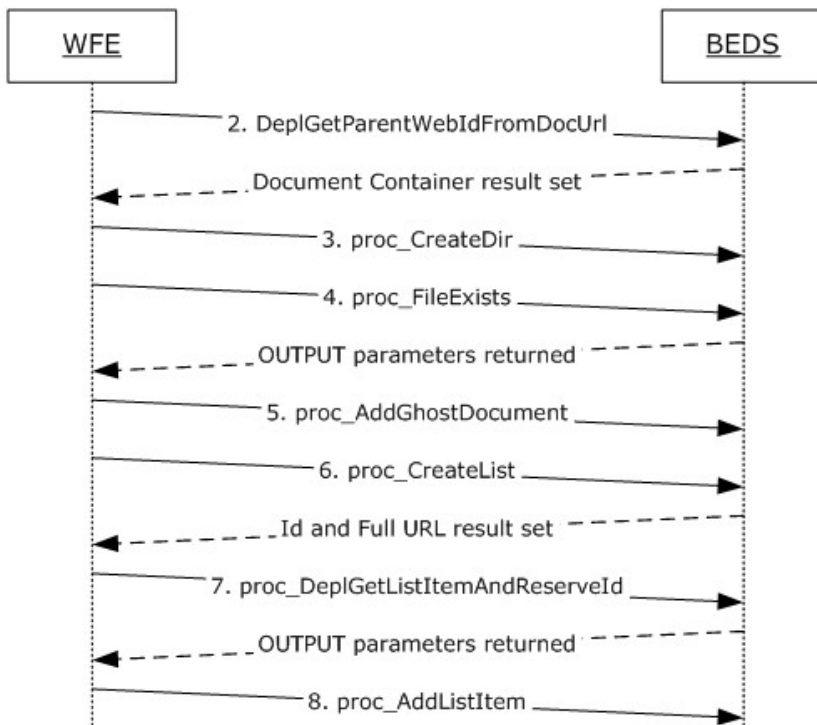 WFE
BEDS
2. DeplGetParentWebIdFromDocUrl
Document Container result set
3. proc_CreateDir
4. proc_FileExists
OUTPUT parameters returned
5. proc_AddGhostDocument
6. proc_CreateList
Id and Full URL result set
7. proc_DeplGetListItemAndReserveId
OUTPUT parameters returned
8. proc_AddListItem